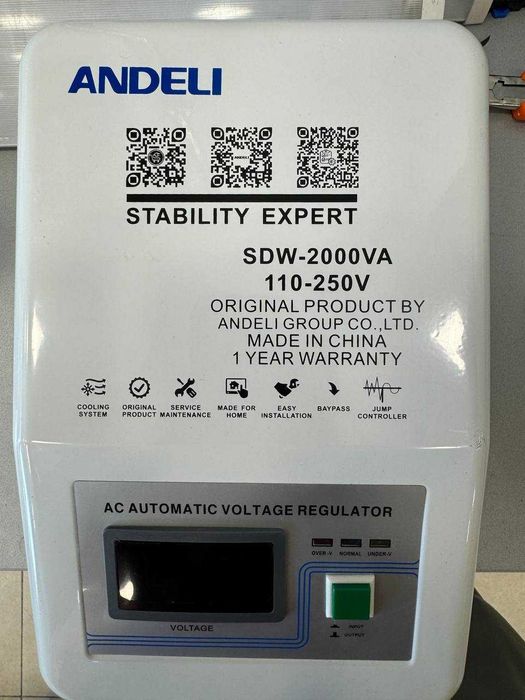 ANDELI
ANDELI
STABILITY EXPERT
SDW-2000VA
110-250V
ORIGINAL PRODUCT BY
ANDELI GROUP CO.,LTD.
MADE IN CHINA
1 YEAR WARRANTY
COOLING SYSTEM
ORIGINAL PRODUCT
SERVICE MAINTENANCE
MADE FOR HOME
EASY INSTALLATION
BAYPASS
JUMP CONTROLLER
AC AUTOMATIC VOLTAGE REGULATOR
OVER-V NORMAL UNDER-V
VOLTAGE
INPUT
OUTPUT